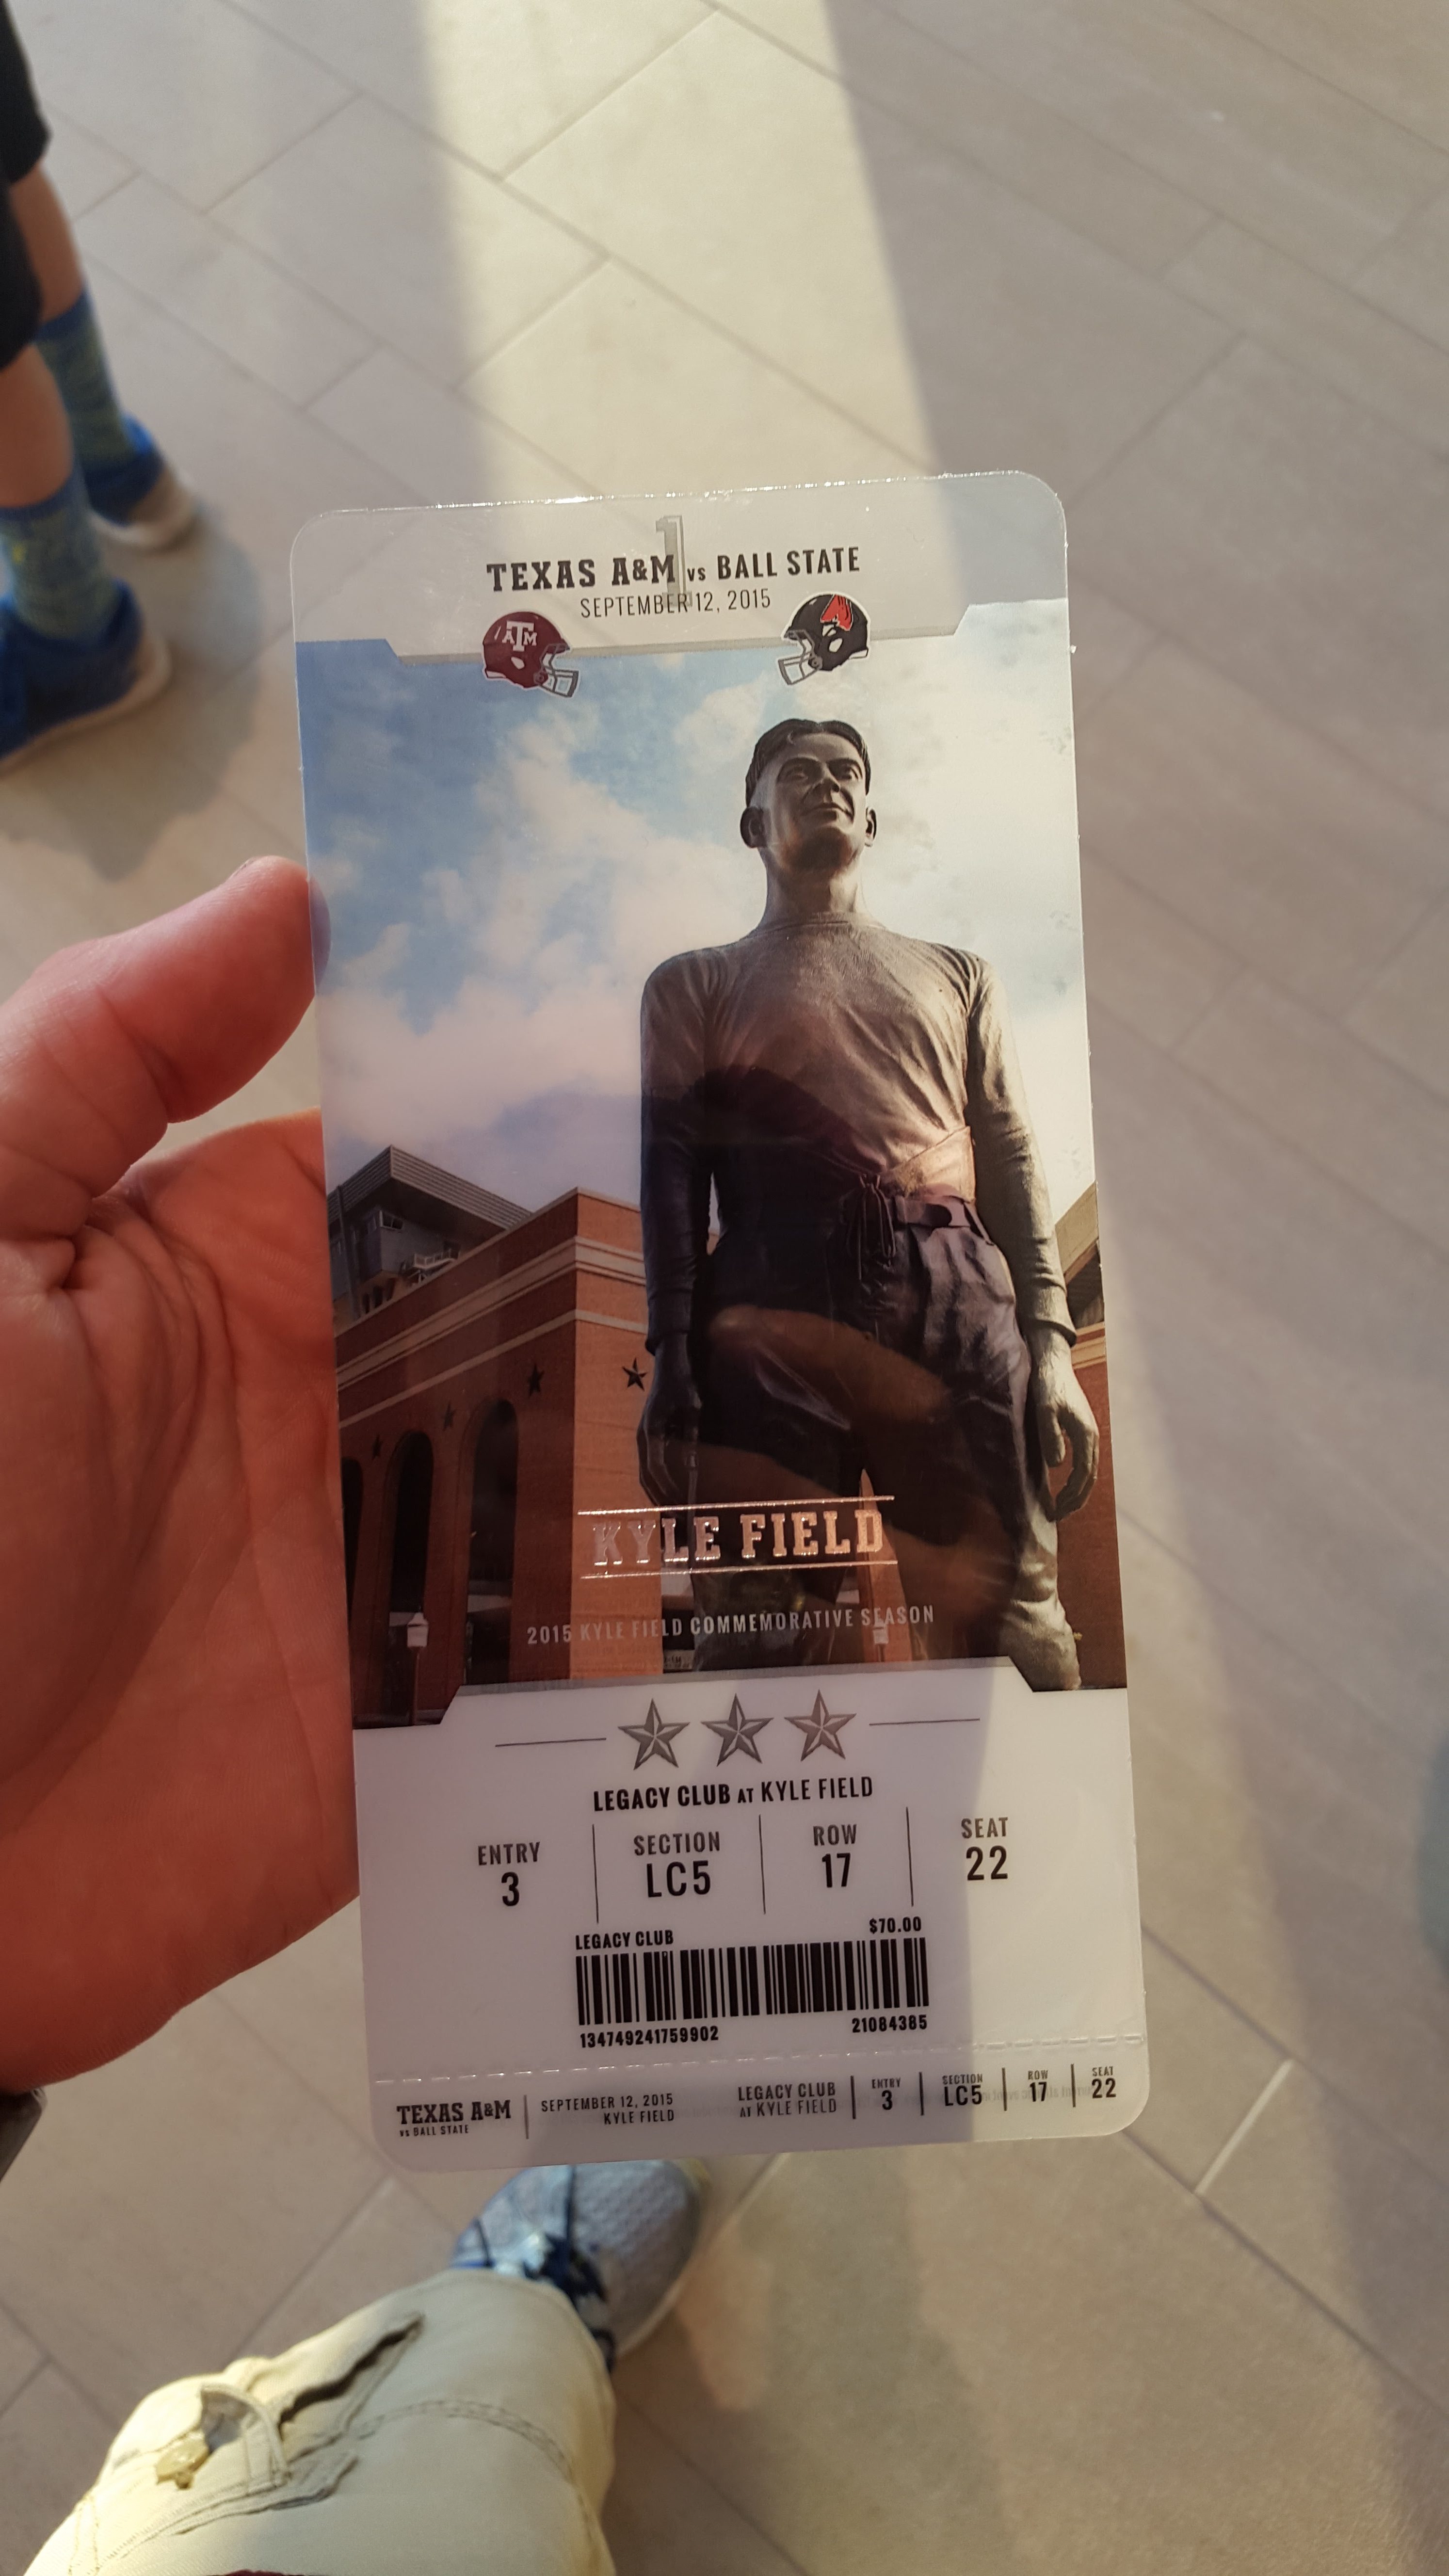 1
TEXAS A&M vs BALL STATE
SEPTEMBER 12, 2015
ATM
KYLE FIELD
2015 KYLE FIELD COMMEMORATIVE SEASON
LEGACY CLUB AT KYLE FIELD
ENTRY SECTION ROW SEAT
3 LC5 17 22
LEGACY CLUB $70.00
134749241759902 21084385
TEXAS A&M SEPTEMBER 12, 2015 LEGACY CLUB ENTRY SECTION ROW SEAT
vs BALL STATE KYLE FIELD AT KYLE FIELD 3 LC5 17 22